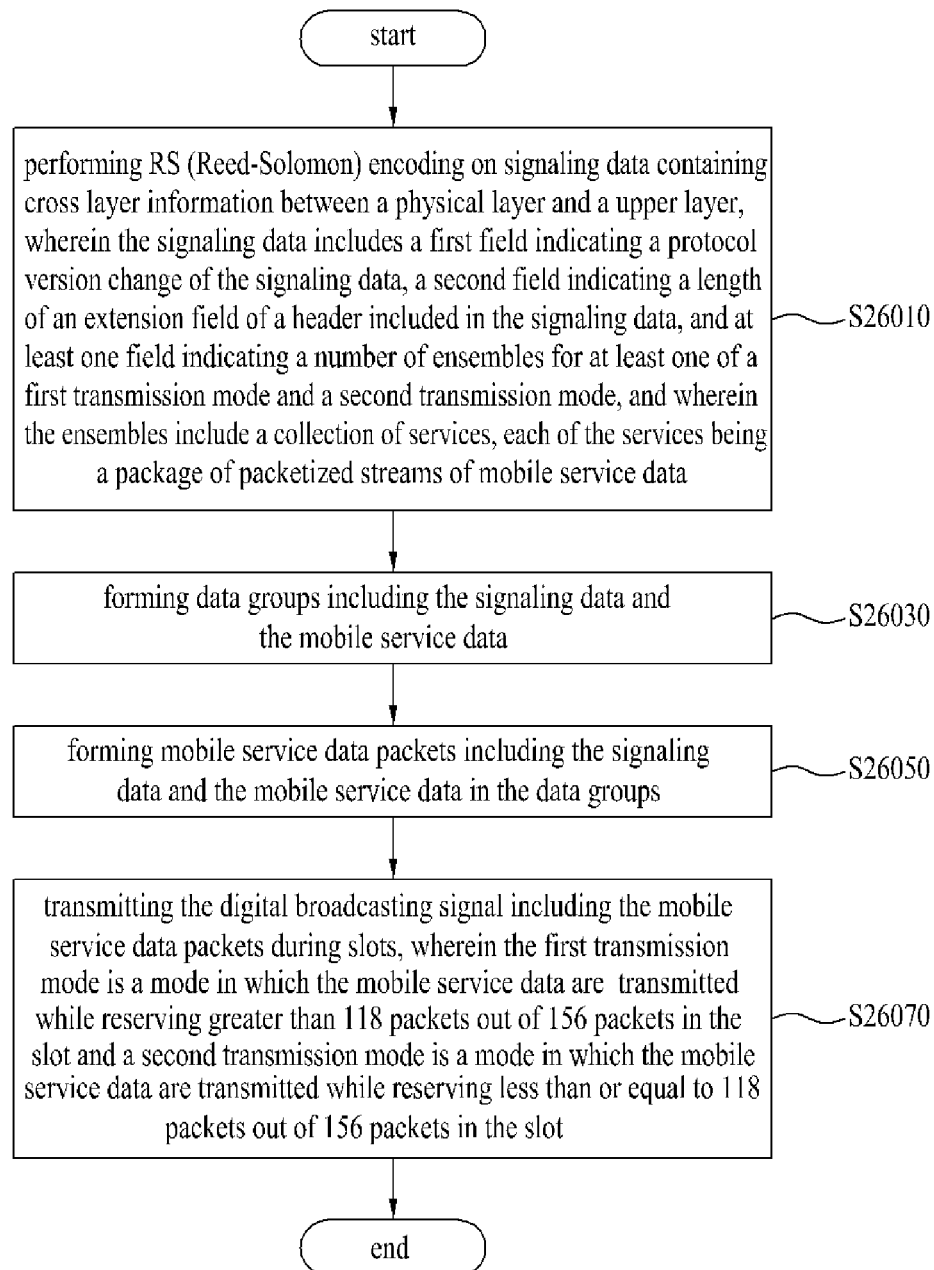 start
performing RS (Reed-Solomon) encoding on signaling data containing
cross layer information between a physical layer and a upper layer,
wherein the signaling data includes a first field indicating a protocol
version change of the signaling data, a second field indicating a length
of an extension field of a header included in the signaling data, and at
least one field indicating a number of ensembles for at least one of a
first transmission mode and a second transmission mode, and wherein
the ensembles include a collection of services, each of the services being
a package of packetized streams of mobile service data
S26010
forming data groups including the signaling data and
the mobile service data
S26030
forming mobile service data packets including the signaling
data and the mobile service data in the data groups
S26050
transmitting the digital broadcasting signal including the mobile
service data packets during slots, wherein the first transmission
mode is a mode in which the mobile service data are transmitted
while reserving greater than 118 packets out of 156 packets in the
slot and a second transmission mode is a mode in which the mobile
service data are transmitted while reserving less than or equal to 118
packets out of 156 packets in the slot
S26070
end